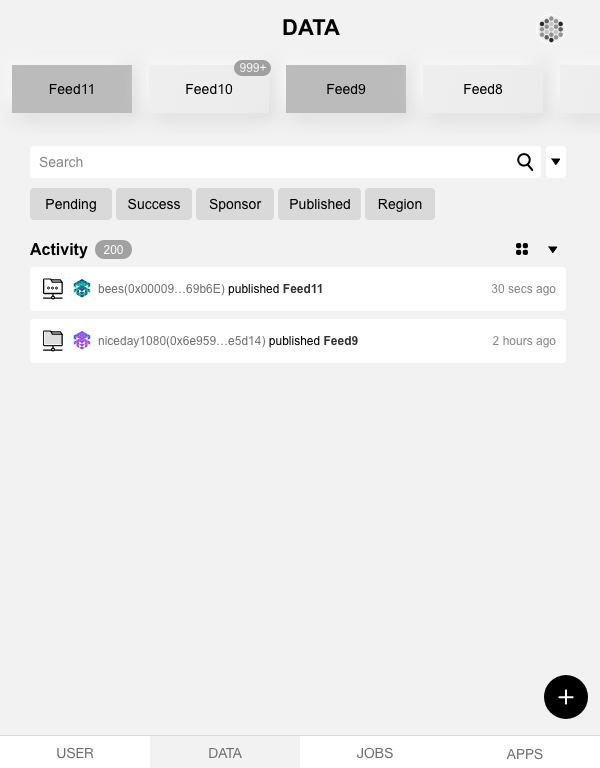 DATA
999+
Feed11 Feed10 Feed9 Feed8
Search
Pending Success Sponsor Published Region
Activity 200
bees(0x00009...69b6E) published Feed11 30 secs ago
niceday1080(0x6e959...e5d14) published Feed9 2 hours ago
USER DATA JOBS APPS